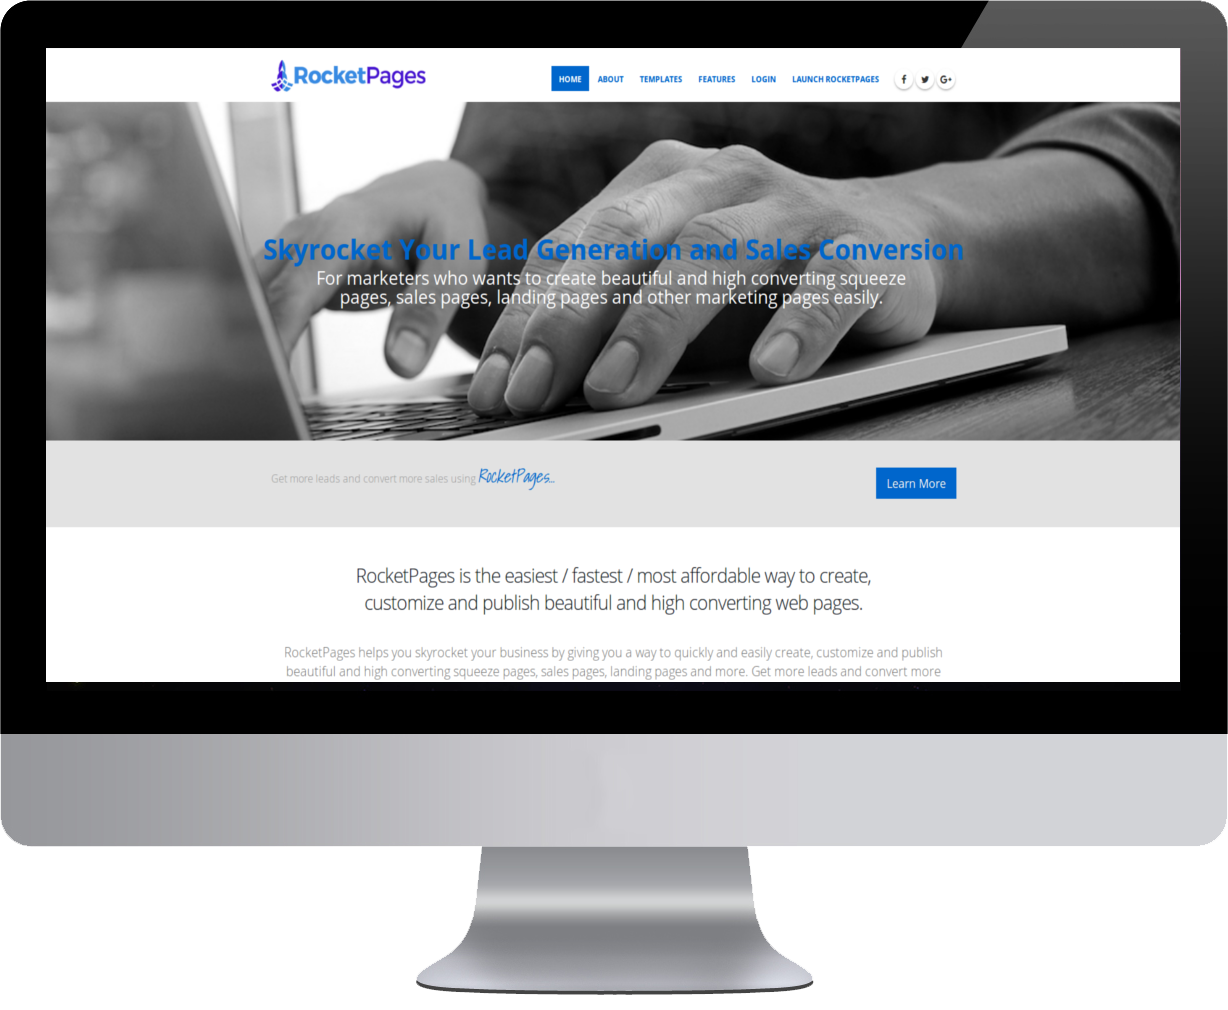 RocketPages
HOME ABOUT TEMPLATES FEATURES LOGIN LAUNCH ROCKETPAGES f G+
Skyrocket Your Lead Generation and Sales Conversion
For marketers who wants to create beautiful and high converting squeeze
pages, sales pages, landing pages and other marketing pages easily.
Get more leads and convert more sales using RocketPages...
Learn More
RocketPages is the easiest / fastest / most affordable way to create,
customize and publish beautiful and high converting web pages.
RocketPages helps you skyrocket your business by giving you a way to quickly and easily create, customize and publish
beautiful and high converting squeeze pages, sales pages, landing pages and more. Get more leads and convert more